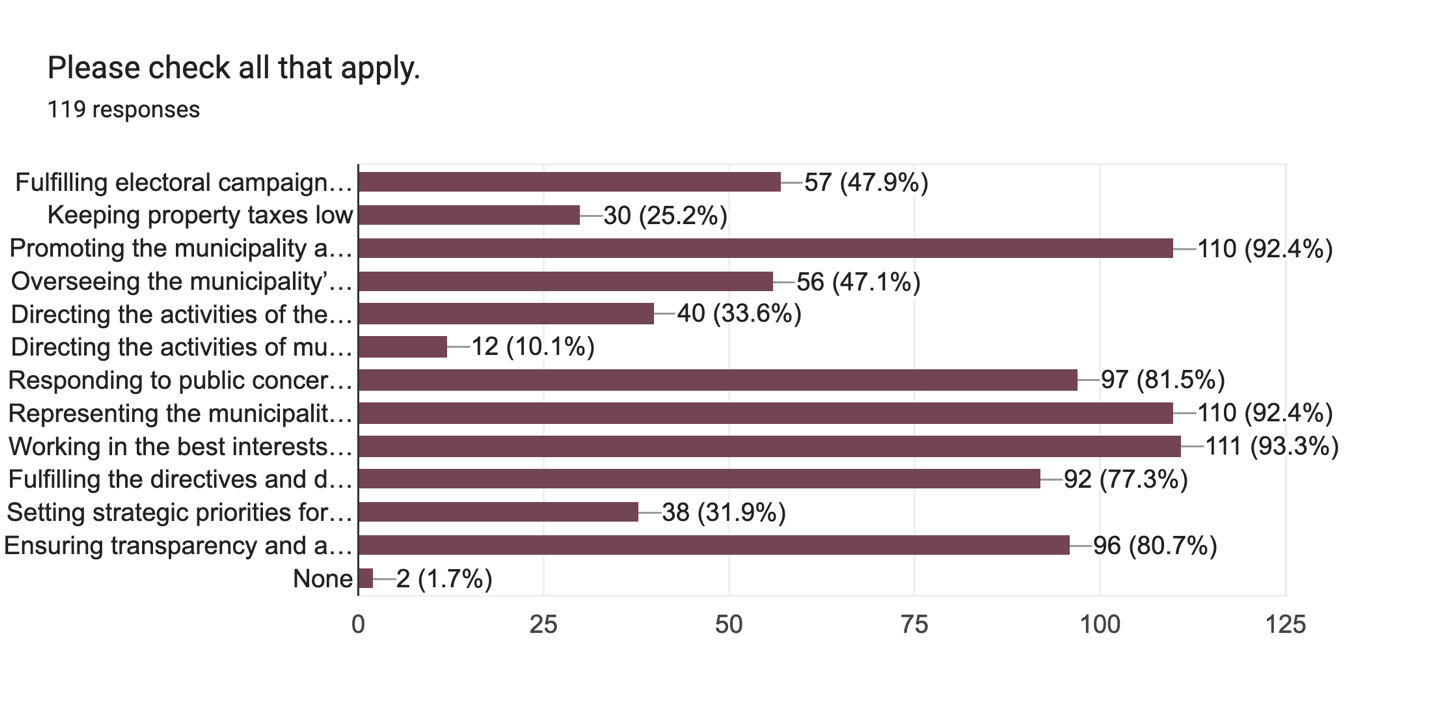 Please check all that apply.
119 responses
Fulfilling electoral campaign… 57 (47.9%)
Keeping property taxes low 30 (25.2%)
Promoting the municipality a… 110 (92.4%)
Overseeing the municipality’… 56 (47.1%)
Directing the activities of the… 40 (33.6%)
Directing the activities of mu… 12 (10.1%)
Responding to public concer… 97 (81.5%)
Representing the municipalit… 110 (92.4%)
Working in the best interests… 111 (93.3%)
Fulfilling the directives and d… 92 (77.3%)
Setting strategic priorities for… 38 (31.9%)
Ensuring transparency and a… 96 (80.7%)
None 2 (1.7%)
0 25 50 75 100 125